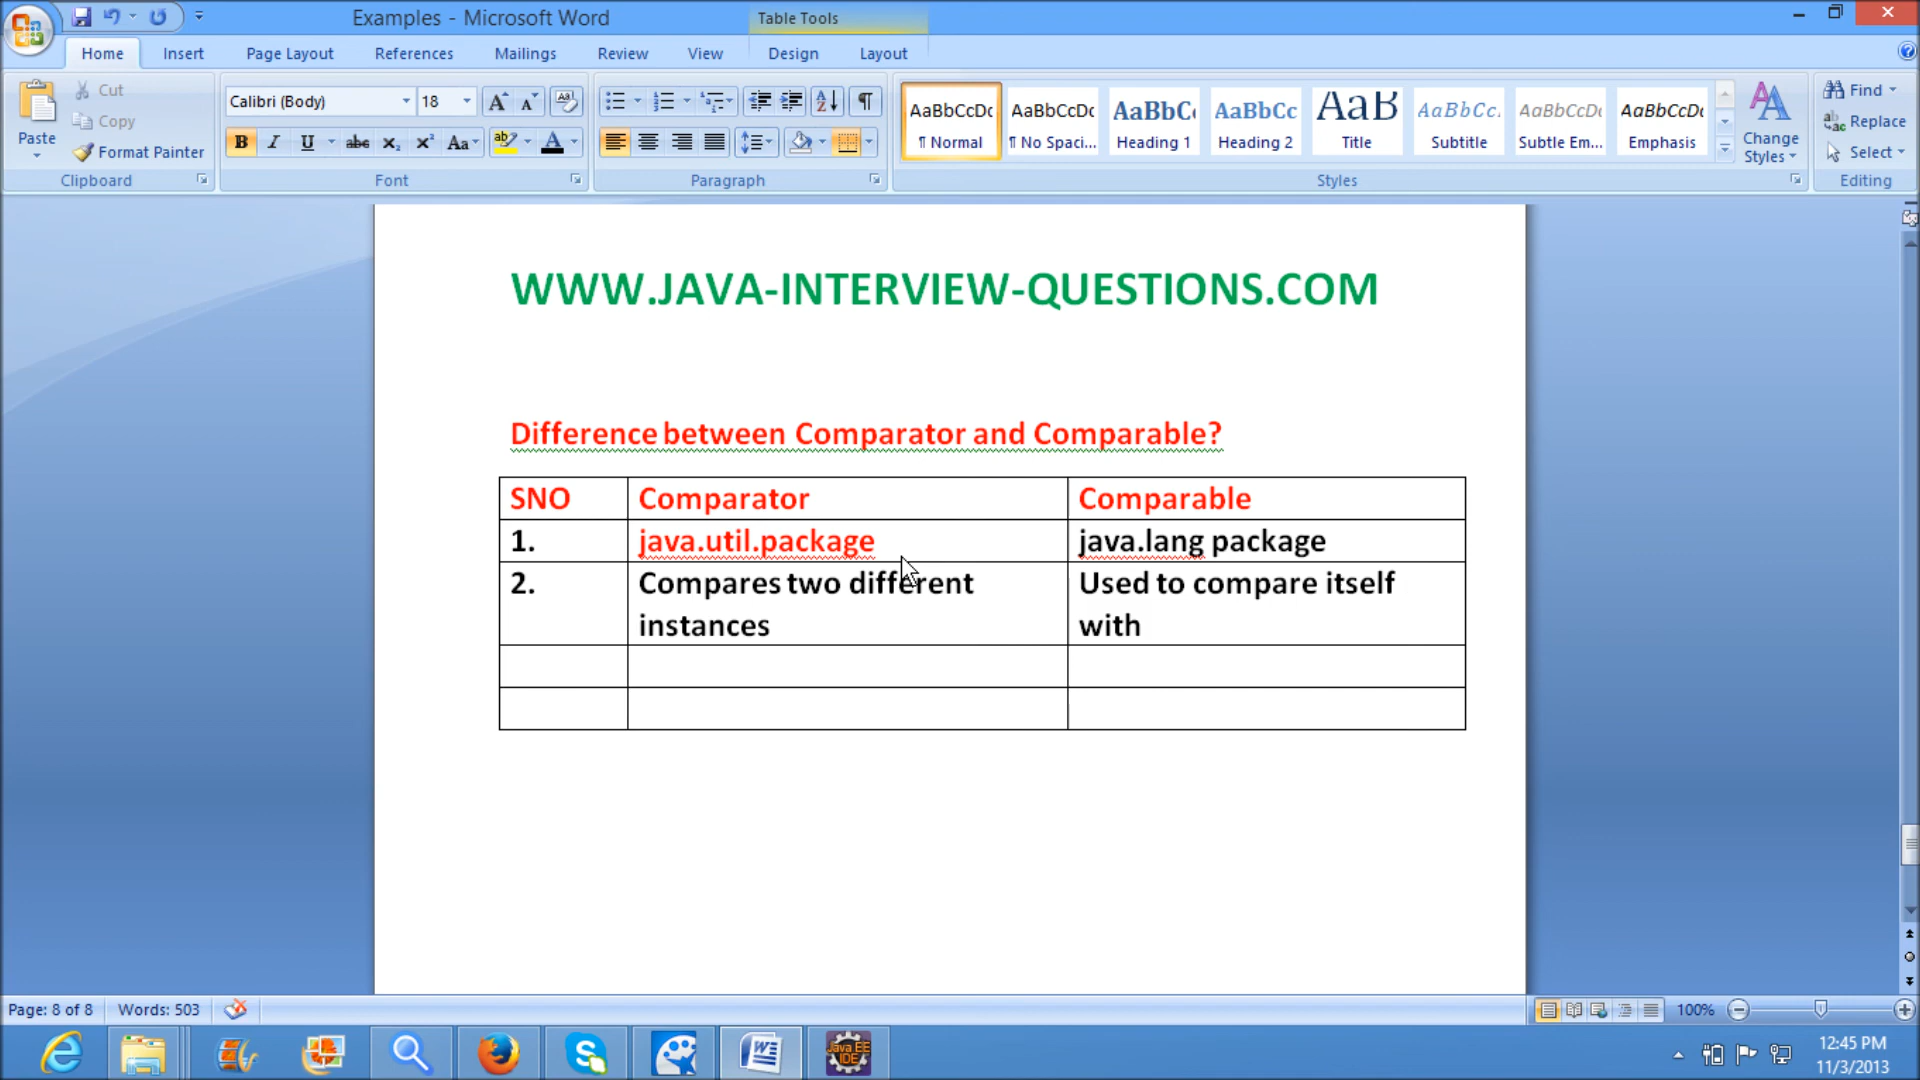 Examples - Microsoft Word
Table Tools
Home Insert Page Layout References Mailings Review View Design Layout
Paste
Cut
Copy
Format Painter
Clipboard
Calibri (Body) 18
Font
Paragraph
AaBbCcDc AaBbCcDc AaBbC AaBbCc AaB AaBbCc. AaBbCcDc AaBbCcDc
¶ Normal ¶ No Spaci... Heading 1 Heading 2 Title Subtitle Subtle Em... Emphasis
Change
Styles
Styles
Find
Replace
Select
Editing
WWW.JAVA-INTERVIEW-QUESTIONS.COM
Difference between Comparator and Comparable?
SNO Comparator Comparable
1. java.util.package java.lang package
2. Compares two different Used to compare itself
instances with
Page: 8 of 8 Words: 503 100%
Java EE
IDE
12:45 PM
11/3/2013